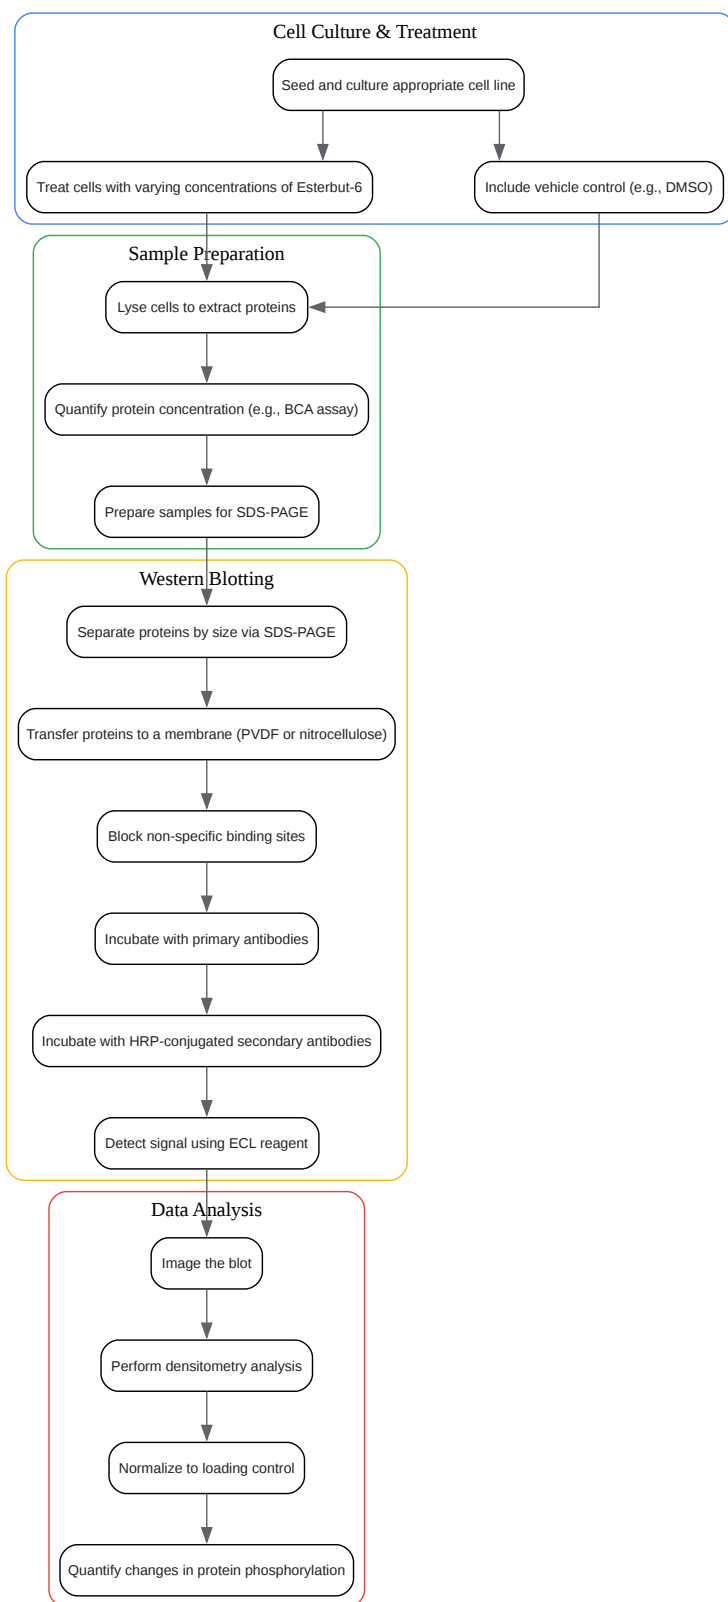 Cell Culture & Treatment
Seed and culture appropriate cell line
Treat cells with varying concentrations of Esterbut-6
Include vehicle control (e.g., DMSO)
Sample Preparation
Lyse cells to extract proteins
Quantify protein concentration (e.g., BCA assay)
Prepare samples for SDS-PAGE
Western Blotting
Separate proteins by size via SDS-PAGE
Transfer proteins to a membrane (PVDF or nitrocellulose)
Block non-specific binding sites
Incubate with primary antibodies
Incubate with HRP-conjugated secondary antibodies
Detect signal using ECL reagent
Data Analysis
Image the blot
Perform densitometry analysis
Normalize to loading control
Quantify changes in protein phosphorylation